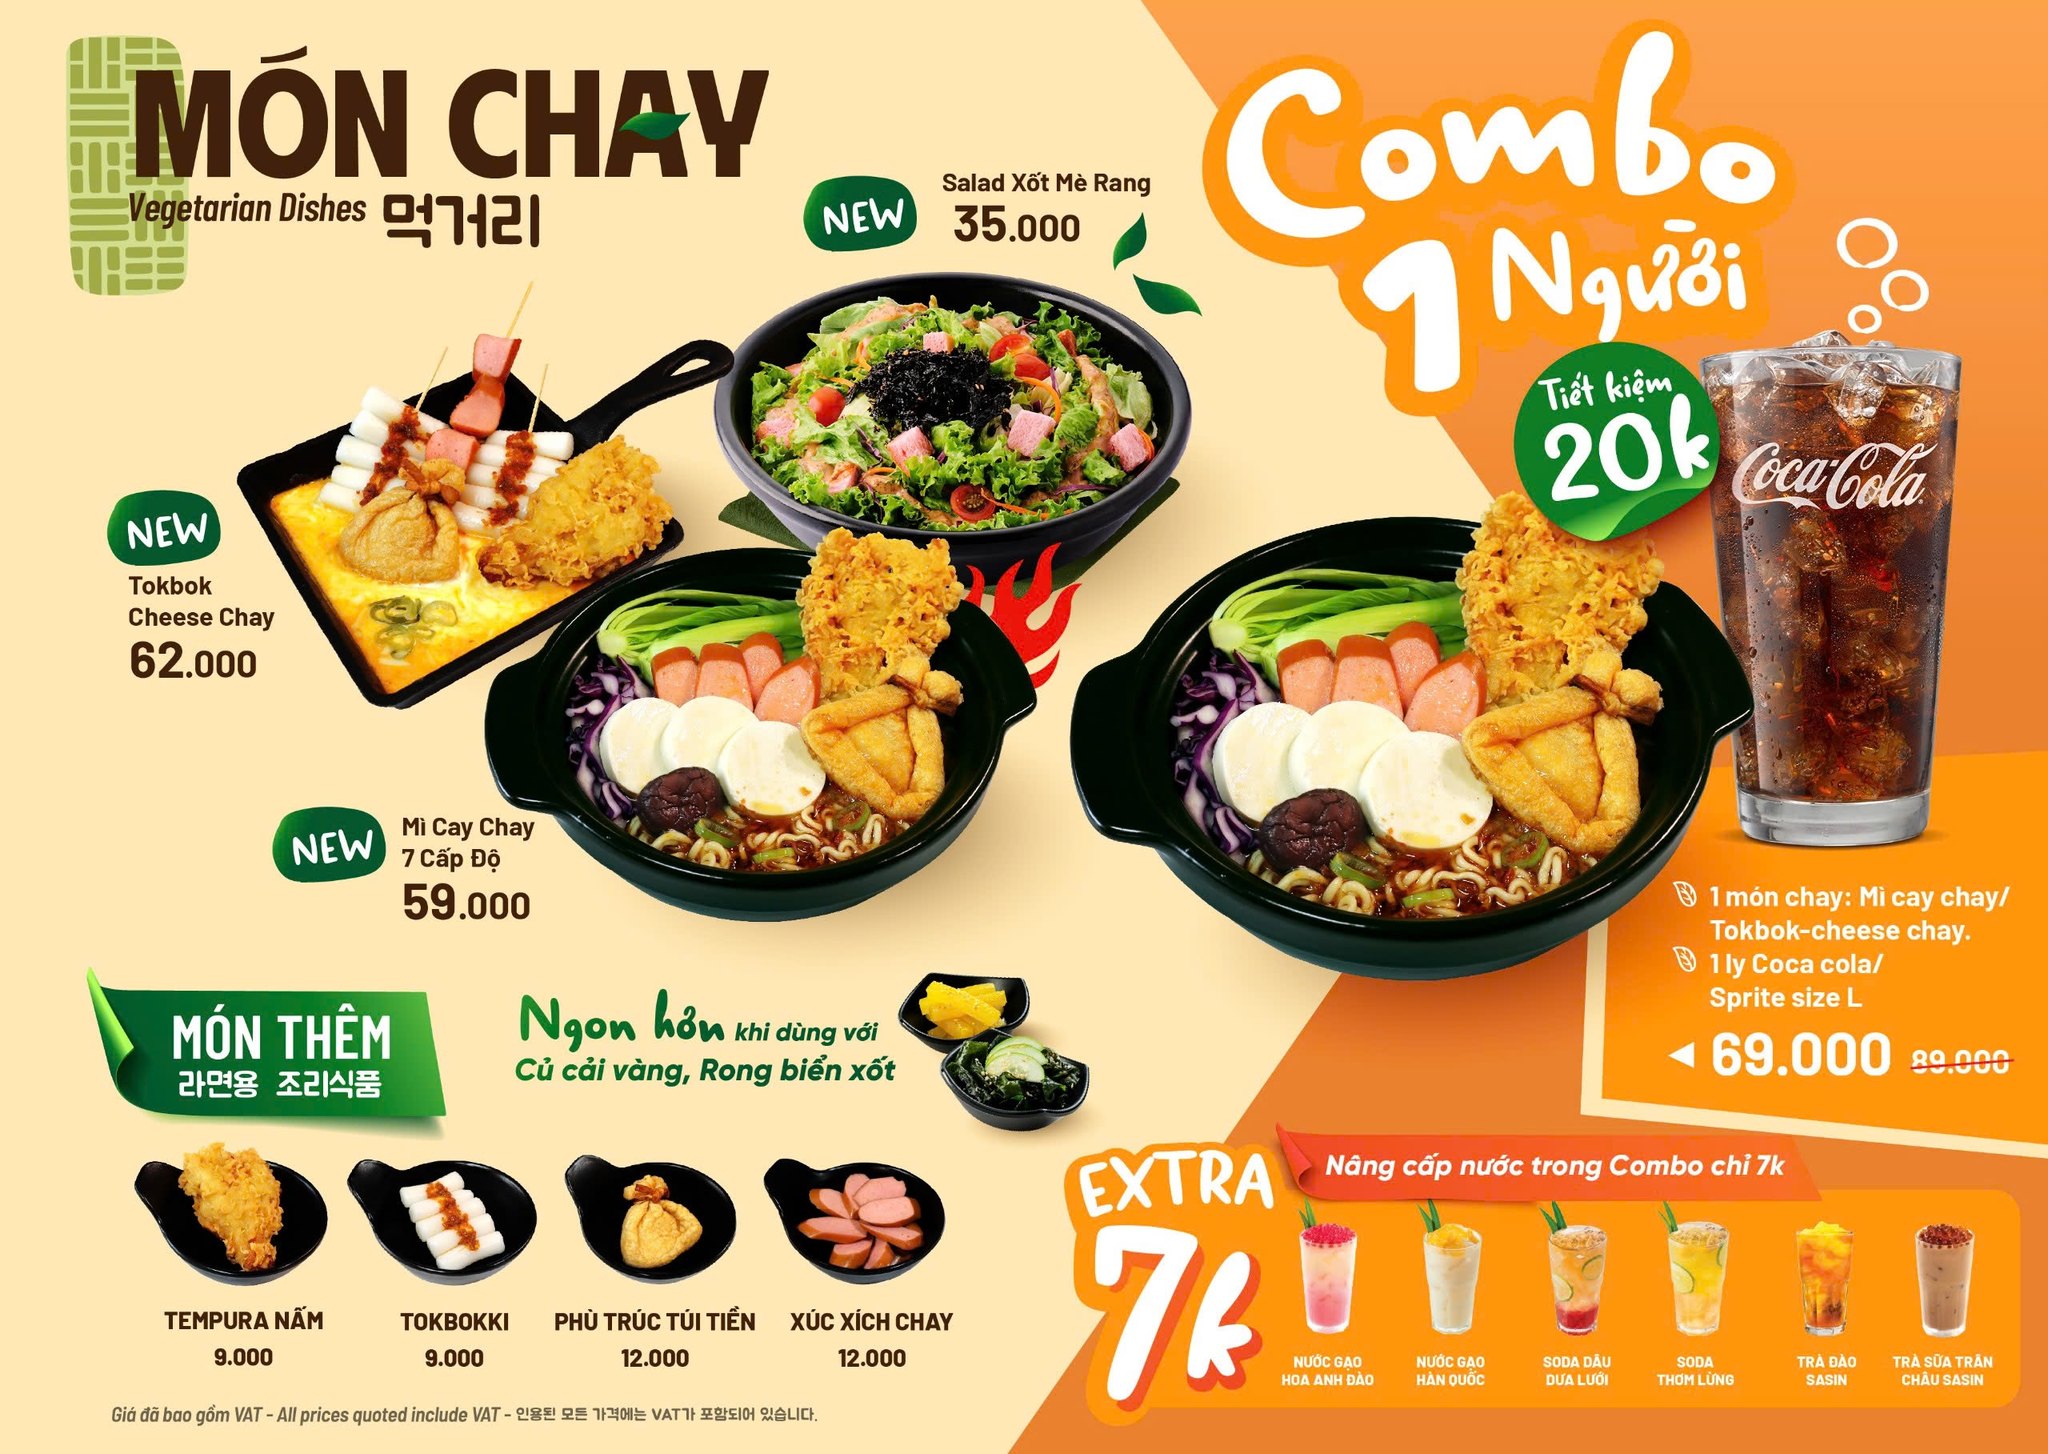 MÓN CHAY
Vegetarian Dishes 먹거리
NEW
Salad Xốt Mè Rang
35.000
NEW
Tokbok
Cheese Chay
62.000
NEW
Mì Cay Chay
7 Cấp Độ
59.000
MÓN THÊM
라면용 조리식품
Ngon hơn khi dùng với
Củ cải vàng, Rong biển xốt
TEMPURA NẤM
9.000
TOKBOKKI
9.000
PHÙ TRÚC TÚI TIỀN
12.000
XÚC XÍCH CHAY
12.000
Giá đã bao gồm VAT - All prices quoted include VAT - 인용된 모든 가격에는 VAT가 포함되어 있습니다.
Combo
1 Người
Tiết kiệm
20k
Coca-Cola
1 món chay: Mì cay chay/
Tokbok-cheese chay.
1 ly Coca cola/
Sprite size L
69.000 89.000
EXTRA
7k
Nâng cấp nước trong Combo chỉ 7k
NƯỚC GẠO
HOA ANH ĐÀO
NƯỚC GẠO
HÀN QUỐC
SODA DÂU
DƯA LƯỚI
SODA
THƠM LỪNG
TRÀ ĐÀO
SASIN
TRÀ SỮA TRÂN
CHÂU SASIN